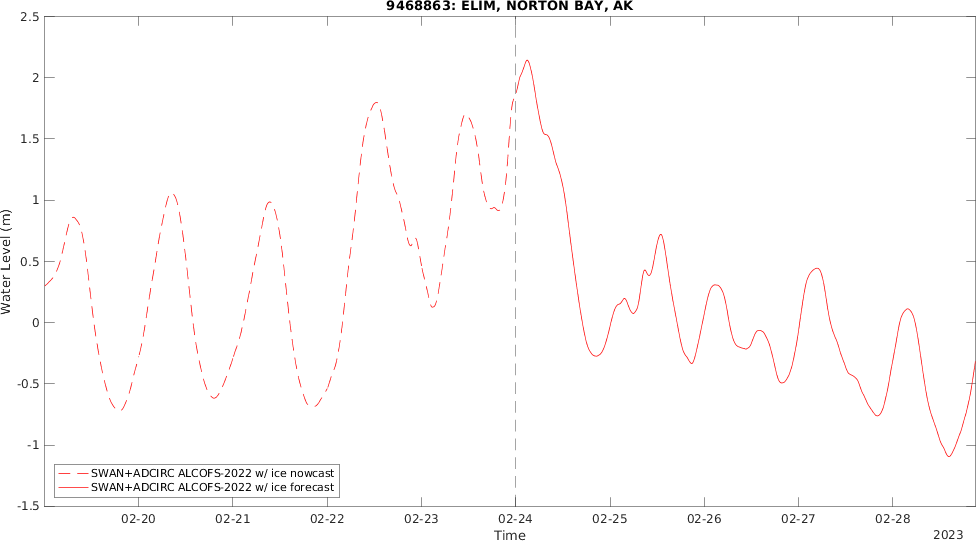 9468863: ELIM, NORTON BAY, AK
Water Level (m)
2.5
2
1.5
1
0.5
0
-0.5
-1
-1.5
SWAN+ADCIRC ALCOFS-2022 w/ ice nowcast
SWAN+ADCIRC ALCOFS-2022 w/ ice forecast
02-20 02-21 02-22 02-23 02-24 02-25 02-26 02-27 02-28
Time
2023